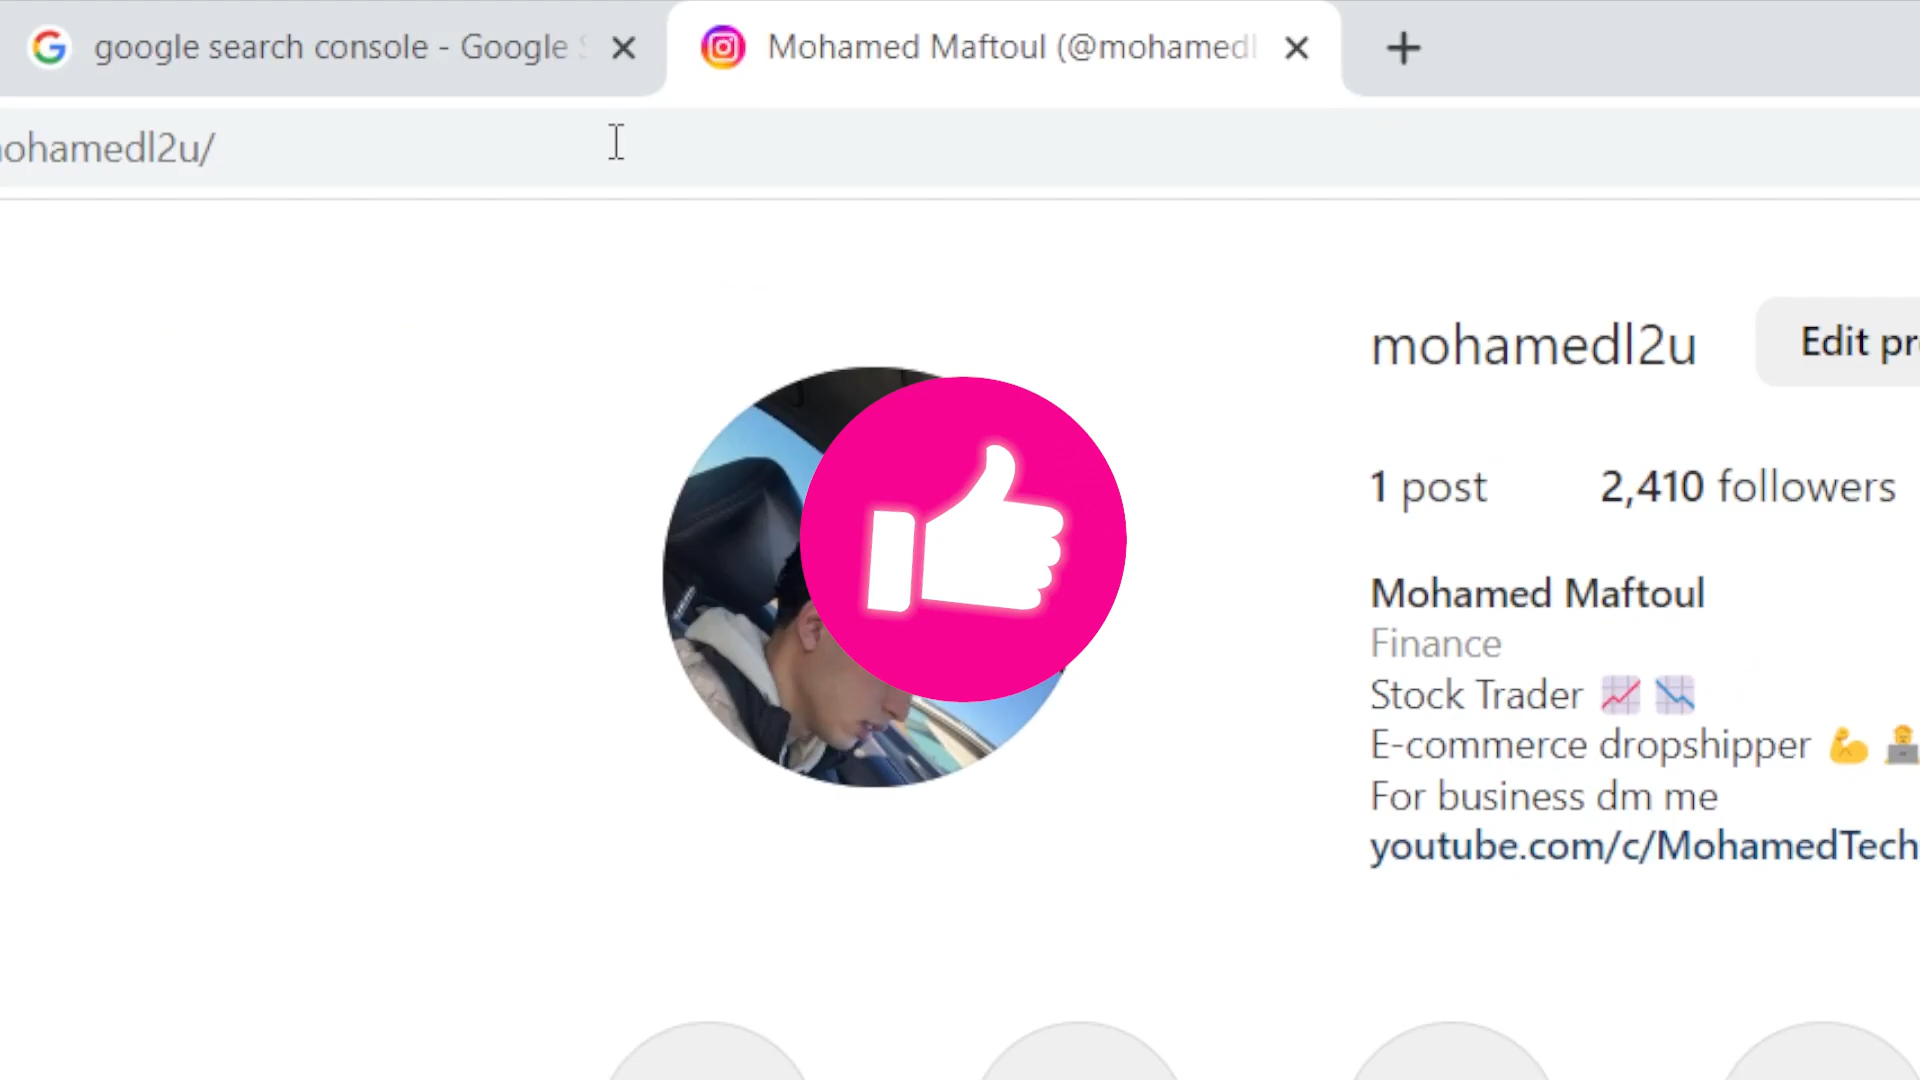 google search console - Google
Mohamed Maftoul (@mohamedl
ohamedl2u/
mohamedl2u
Edit pr
1 post
2,410 followers
Mohamed Maftoul
Finance
Stock Trader 📈 📉
E-commerce dropshipper 💪 👨‍💻
For business dm me
youtube.com/c/MohamedTech